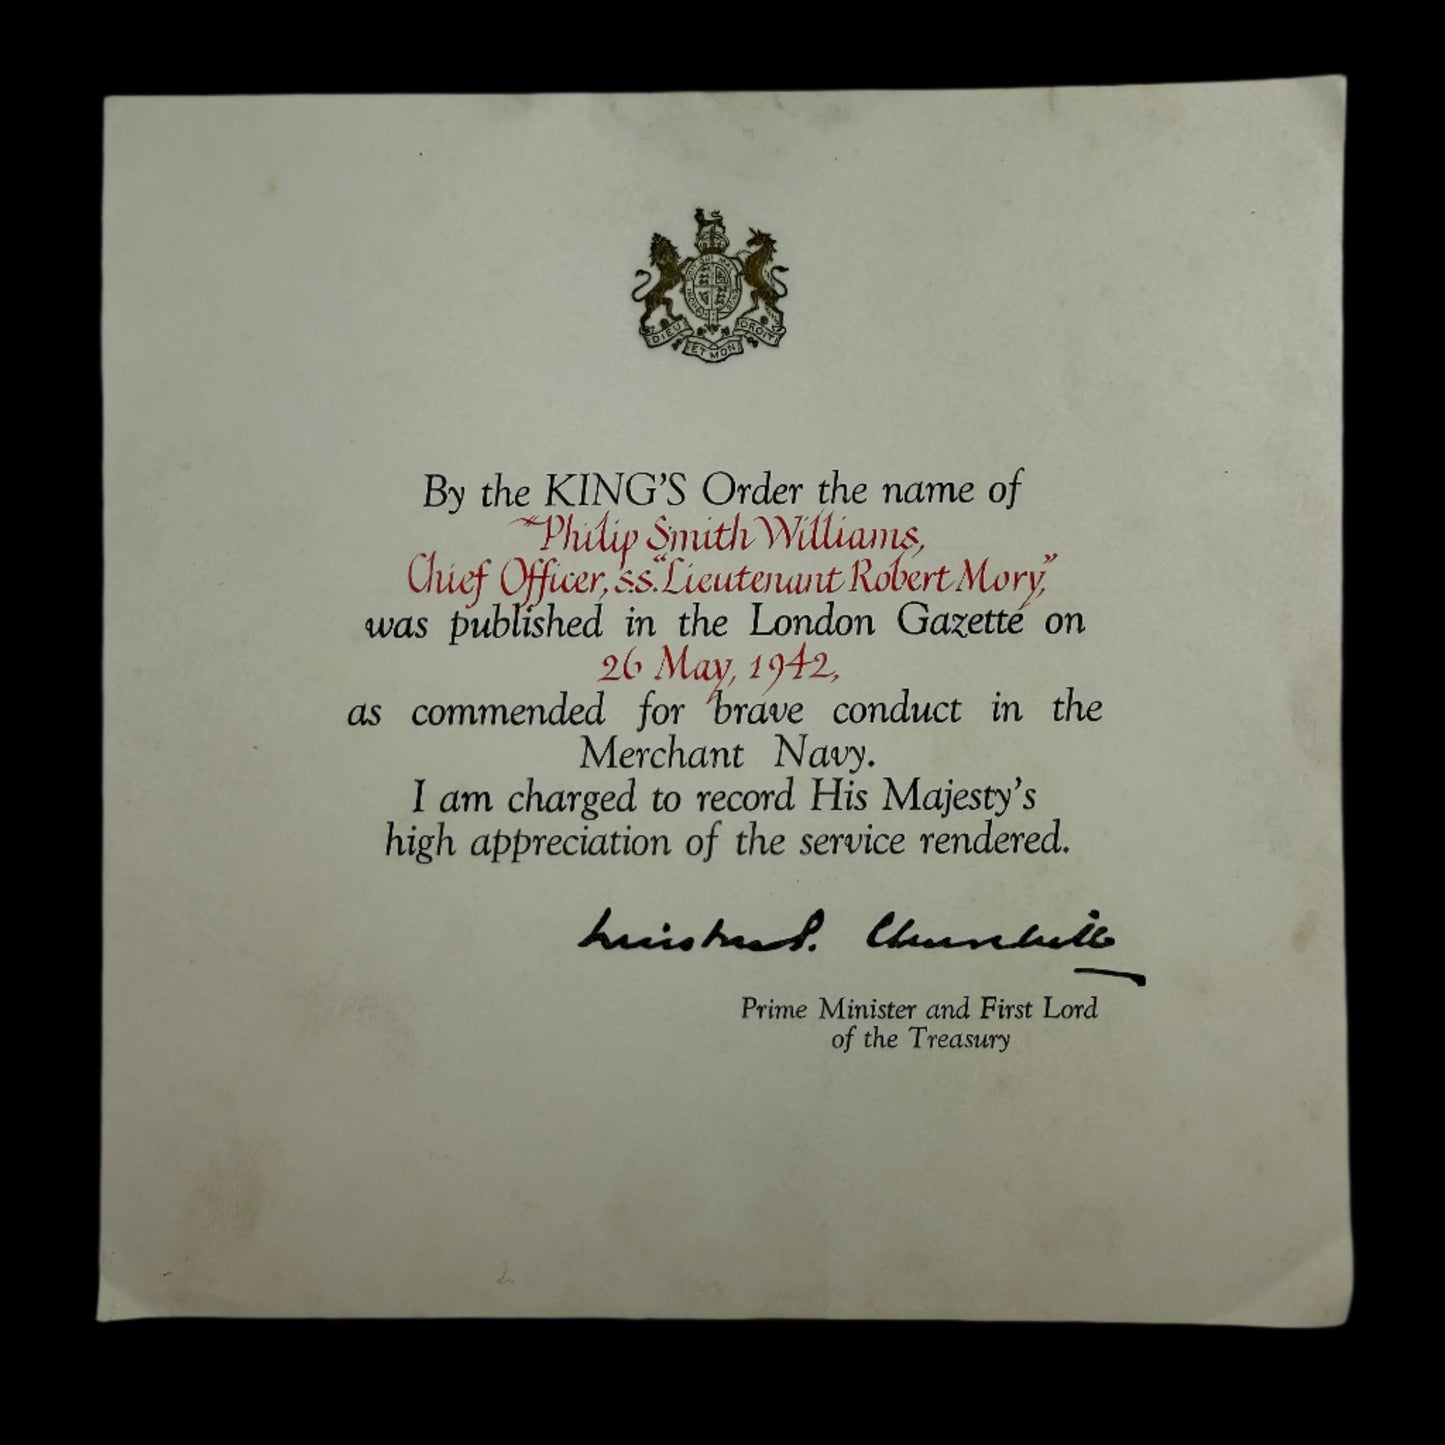 DIEU ET MON DROIT
By the KING'S Order the name of
Philip Smith Williams,
Chief Officer, s.s. "Lieutenant Robert Mory,"
was published in the London Gazette on
26 May, 1942,
as commended for brave conduct in the
Merchant Navy.
I am charged to record His Majesty's
high appreciation of the service rendered.
Winston S. Churchill
Prime Minister and First Lord
of the Treasury